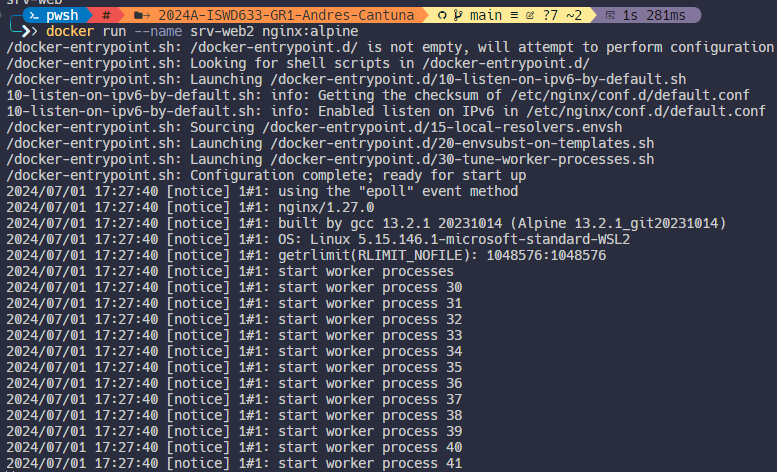 srv-web
pwsh # 2024A-ISWD633-GR1-Andres-Cantuna main ≡ ?7 ~2 1s 281ms
docker run --name srv-web2 nginx:alpine
/docker-entrypoint.sh: /docker-entrypoint.d/ is not empty, will attempt to perform configuration
/docker-entrypoint.sh: Looking for shell scripts in /docker-entrypoint.d/
/docker-entrypoint.sh: Launching /docker-entrypoint.d/10-listen-on-ipv6-by-default.sh
10-listen-on-ipv6-by-default.sh: info: Getting the checksum of /etc/nginx/conf.d/default.conf
10-listen-on-ipv6-by-default.sh: info: Enabled listen on IPv6 in /etc/nginx/conf.d/default.conf
/docker-entrypoint.sh: Sourcing /docker-entrypoint.d/15-local-resolvers.envsh
/docker-entrypoint.sh: Launching /docker-entrypoint.d/20-envsubst-on-templates.sh
/docker-entrypoint.sh: Launching /docker-entrypoint.d/30-tune-worker-processes.sh
/docker-entrypoint.sh: Configuration complete; ready for start up
2024/07/01 17:27:40 [notice] 1#1: using the "epoll" event method
2024/07/01 17:27:40 [notice] 1#1: nginx/1.27.0
2024/07/01 17:27:40 [notice] 1#1: built by gcc 13.2.1 20231014 (Alpine 13.2.1_git20231014)
2024/07/01 17:27:40 [notice] 1#1: OS: Linux 5.15.146.1-microsoft-standard-WSL2
2024/07/01 17:27:40 [notice] 1#1: getrlimit(RLIMIT_NOFILE): 1048576:1048576
2024/07/01 17:27:40 [notice] 1#1: start worker processes
2024/07/01 17:27:40 [notice] 1#1: start worker process 30
2024/07/01 17:27:40 [notice] 1#1: start worker process 31
2024/07/01 17:27:40 [notice] 1#1: start worker process 32
2024/07/01 17:27:40 [notice] 1#1: start worker process 33
2024/07/01 17:27:40 [notice] 1#1: start worker process 34
2024/07/01 17:27:40 [notice] 1#1: start worker process 35
2024/07/01 17:27:40 [notice] 1#1: start worker process 36
2024/07/01 17:27:40 [notice] 1#1: start worker process 37
2024/07/01 17:27:40 [notice] 1#1: start worker process 38
2024/07/01 17:27:40 [notice] 1#1: start worker process 39
2024/07/01 17:27:40 [notice] 1#1: start worker process 40
2024/07/01 17:27:40 [notice] 1#1: start worker process 41